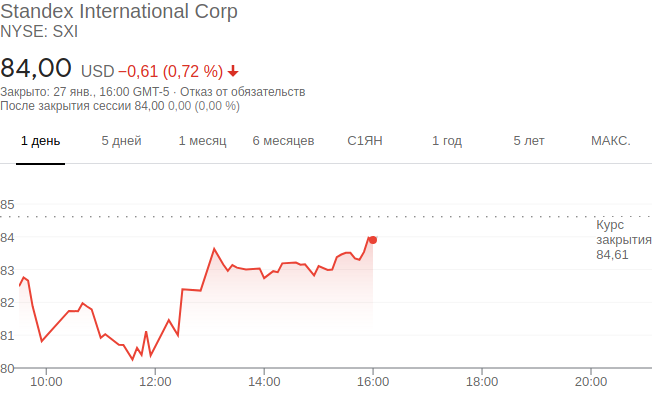 Standex International Corp
NYSE: SXI
84,00 USD −0,61 (0,72 %)
Закрыто: 27 янв., 16:00 GMT-5 · Отказ от обязательств
После закрытия сессии 84,00 0,00 (0,00 %)
1 день 5 дней 1 месяц 6 месяцев С1ЯН 1 год 5 лет МАКС.
85
Курс
закрытия
84,61
84
83
82
81
80
10:00 12:00 14:00 16:00 18:00 20:00